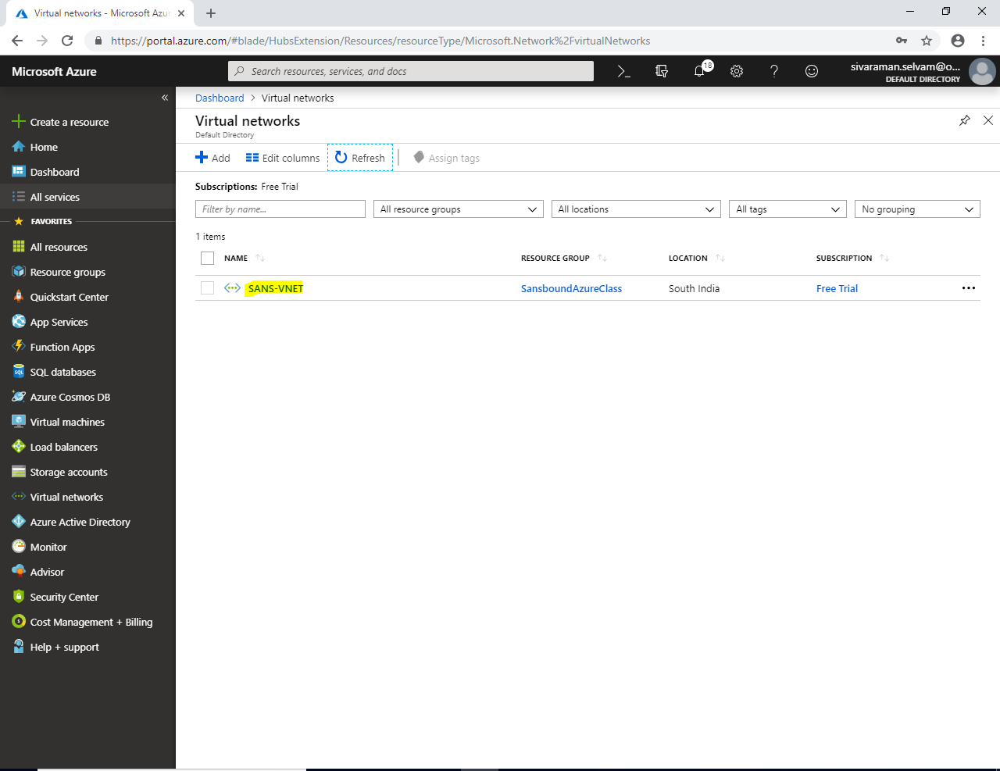 Virtual networks - Microsoft Azur
https://portal.azure.com/#blade/HubsExtension/Resources/resourceType/Microsoft.Network%2FvirtualNetworks
Microsoft Azure
Search resources, services, and docs
18
sivaraman.selvam@o...
DEFAULT DIRECTORY
Dashboard > Virtual networks
Virtual networks
Default Directory
Add
Edit columns
Refresh
Assign tags
Subscriptions: Free Trial
Filter by name...
All resource groups
All locations
All tags
No grouping
1 items
NAME RESOURCE GROUP LOCATION SUBSCRIPTION
SANS-VNET SansboundAzureClass South India Free Trial
Create a resource
Home
Dashboard
All services
FAVORITES
All resources
Resource groups
Quickstart Center
App Services
Function Apps
SQL databases
Azure Cosmos DB
Virtual machines
Load balancers
Storage accounts
Virtual networks
Azure Active Directory
Monitor
Advisor
Security Center
Cost Management + Billing
Help + support